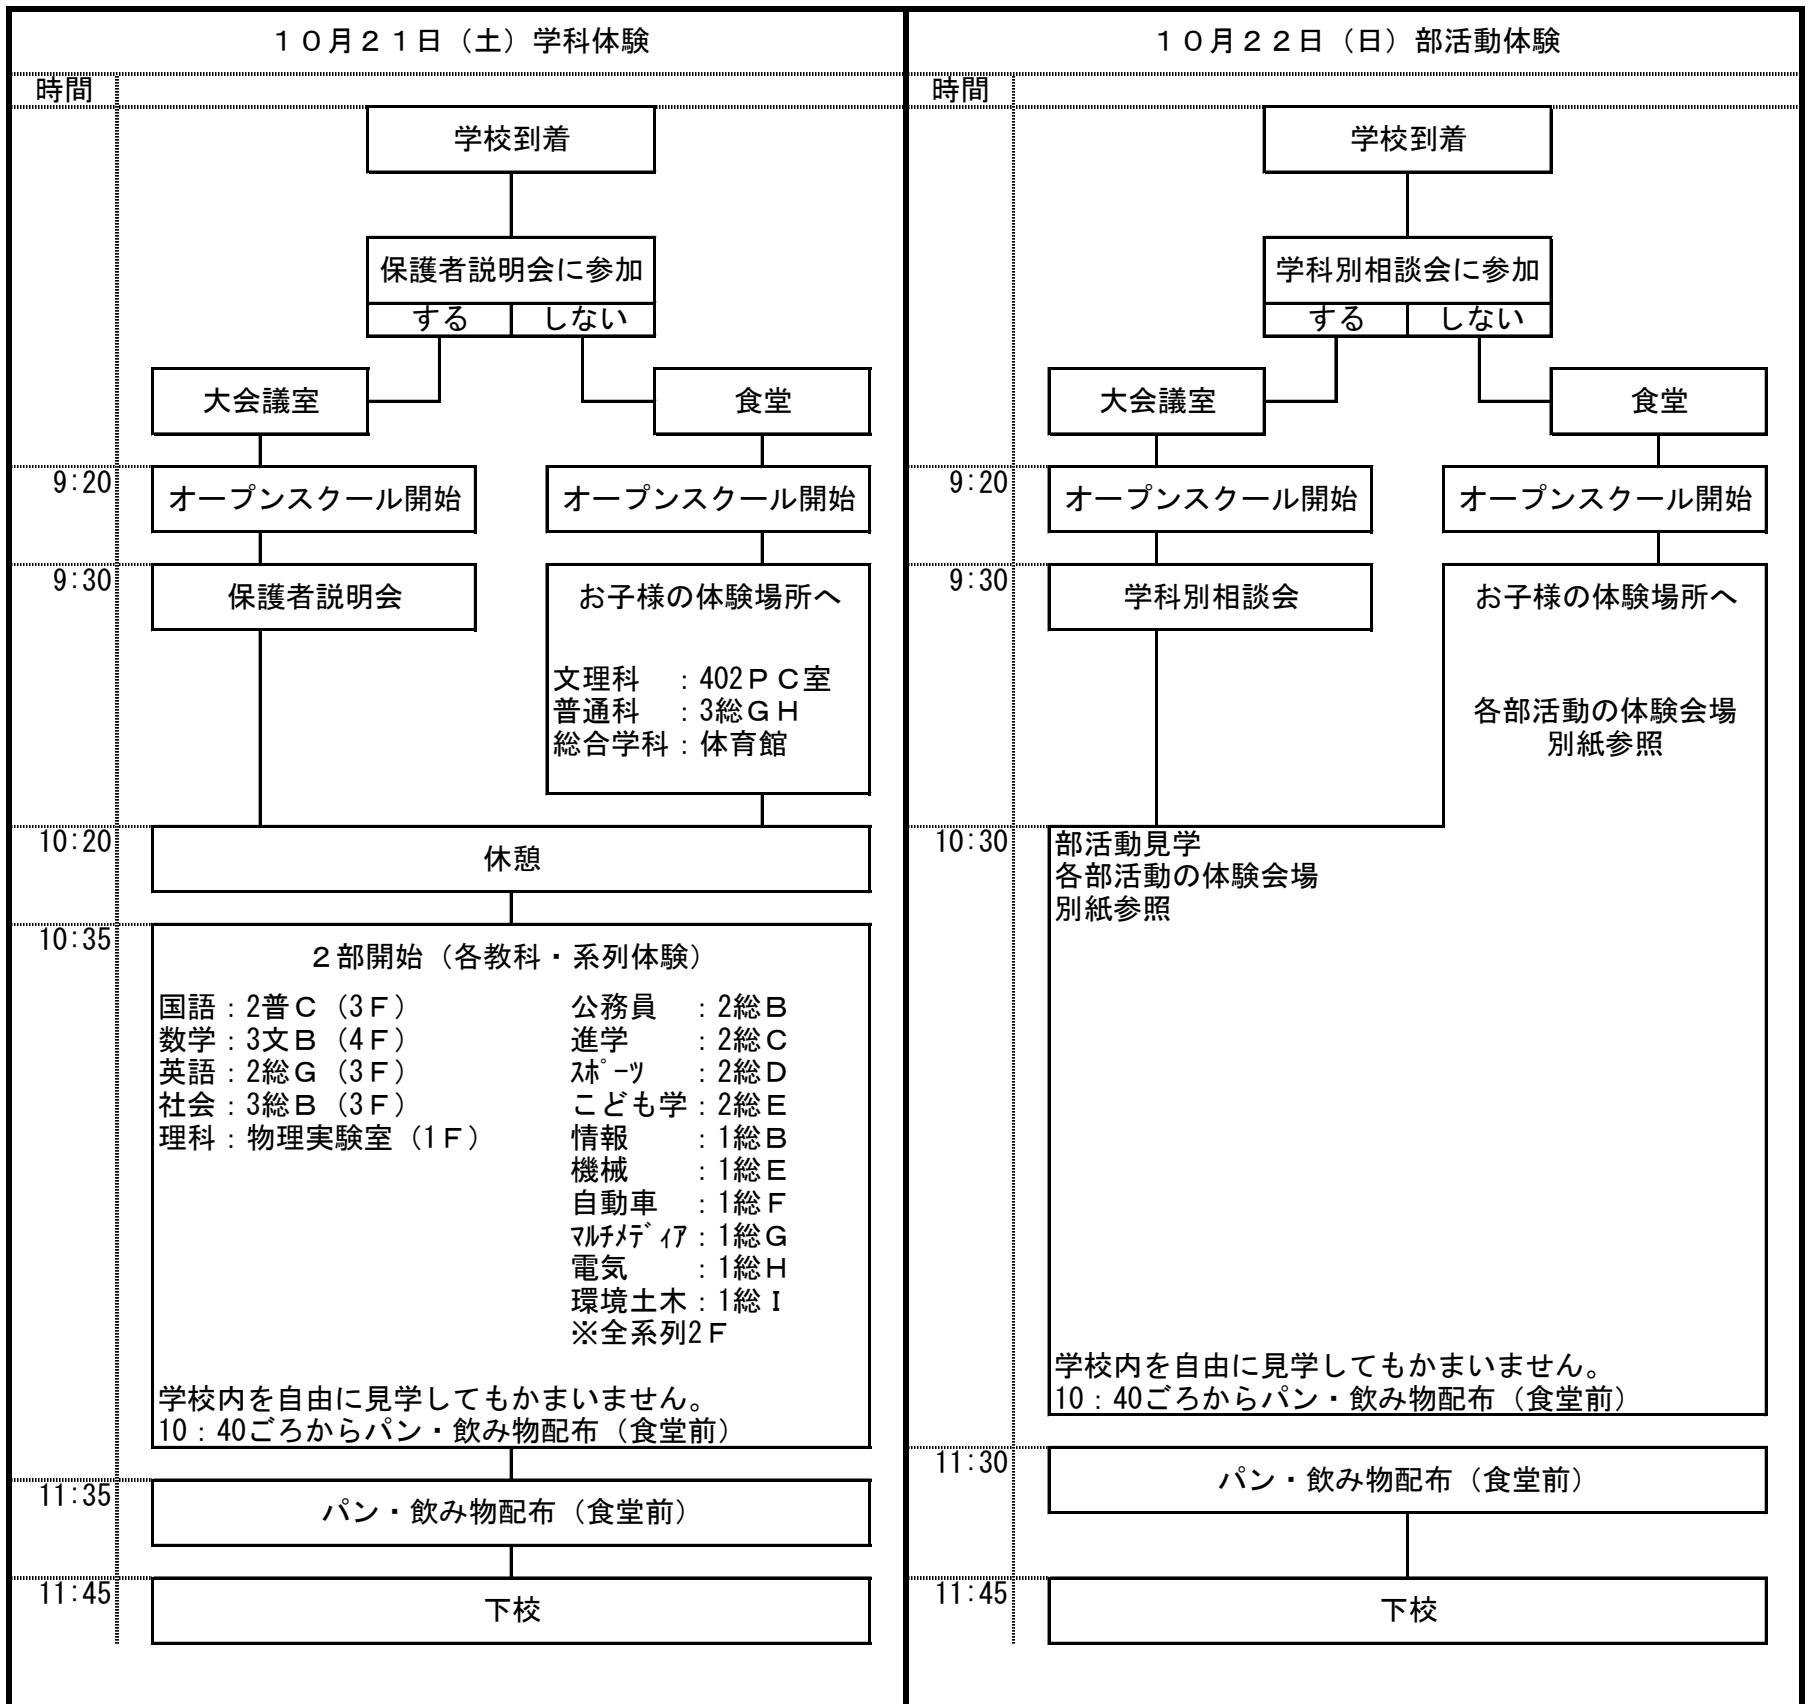 １０月２１日（土）学科体験
時間
学校到着
保護者説明会に参加
する しない
大会議室 食堂
9:20 オープンスクール開始 オープンスクール開始
9:30 保護者説明会 お子様の体験場所へ
文理科　：402ＰＣ室
普通科　：3総ＧＨ
総合学科：体育館
10:20 休憩
10:35 ２部開始（各教科・系列体験）
国語：2普Ｃ（3Ｆ） 公務員　：2総Ｂ
数学：3文Ｂ（4Ｆ） 進学　　：2総Ｃ
英語：2総Ｇ（3Ｆ） ｽﾎﾟｰﾂ　　：2総Ｄ
社会：3総Ｂ（3Ｆ） こども学：2総Ｅ
理科：物理実験室（1Ｆ） 情報　　：1総Ｂ
機械　　：1総Ｅ
自動車　：1総Ｆ
ﾏﾙﾁﾒﾃﾞｨｱ：1総Ｇ
電気　　：1総Ｈ
環境土木：1総Ｉ
※全系列2Ｆ
学校内を自由に見学してもかまいません。
10：40ごろからパン・飲み物配布（食堂前）
11:35 パン・飲み物配布（食堂前）
11:45 下校
１０月２２日（日）部活動体験
時間
学校到着
学科別相談会に参加
する しない
大会議室 食堂
9:20 オープンスクール開始 オープンスクール開始
9:30 学科別相談会 お子様の体験場所へ
各部活動の体験会場
別紙参照
10:30 部活動見学
各部活動の体験会場
別紙参照
学校内を自由に見学してもかまいません。
10：40ごろからパン・飲み物配布（食堂前）
11:30 パン・飲み物配布（食堂前）
11:45 下校